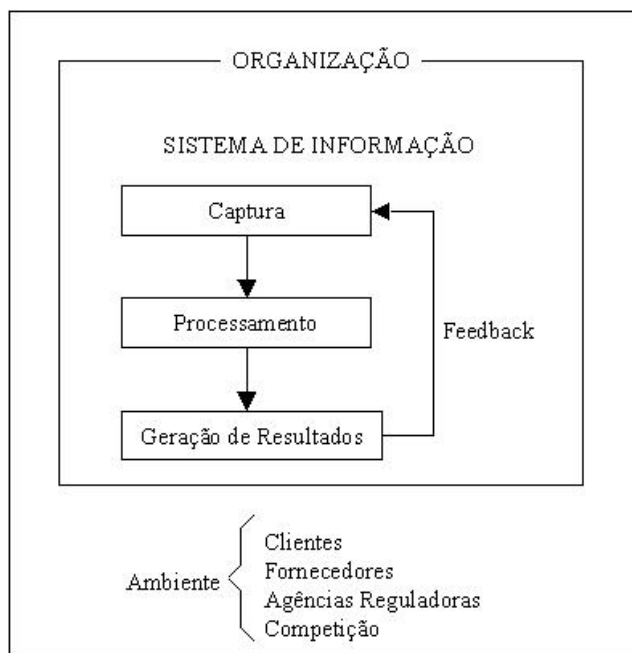 ORGANIZAÇÃO
SISTEMA DE INFORMAÇÃO
Captura
Processamento
Feedback
Geração de Resultados
Clientes
Fornecedores
Ambiente
Agências Reguladoras
Competição